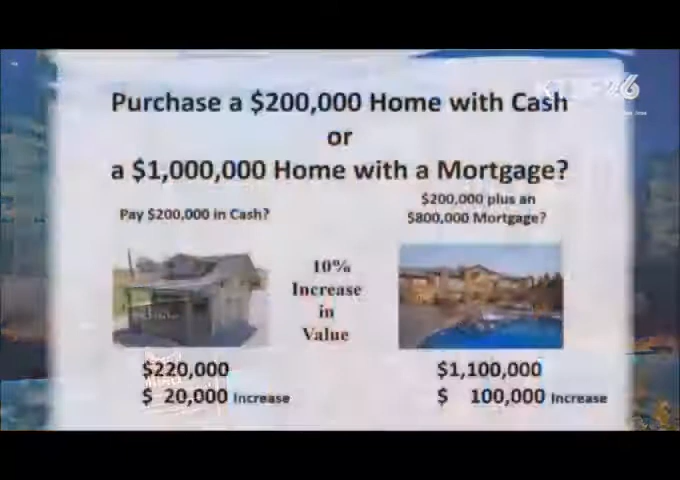 Purchase a $200,000 Home with Cash
or
a $1,000,000 Home with a Mortgage?
Pay $200,000 in Cash?
$200,000 plus an
$800,000 Mortgage?
10%
Increase
in
Value
$220,000
$ 20,000 Increase
$1,100,000
$ 100,000 Increase